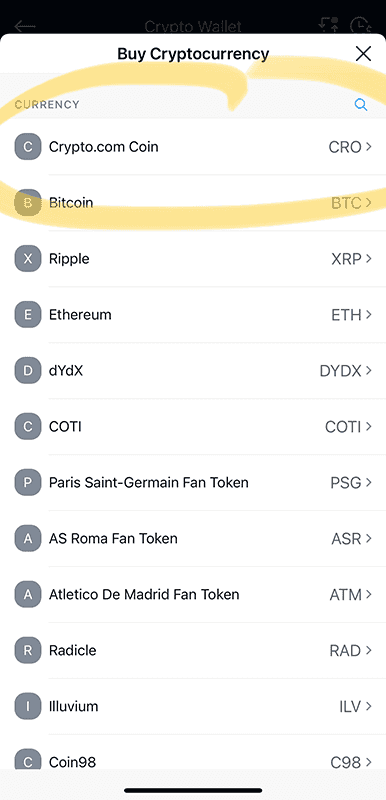 Crypto Wallet
Buy Cryptocurrency
CURRENCY
C Crypto.com Coin CRO
B Bitcoin BTC
X Ripple XRP
E Ethereum ETH
D dYdX DYDX
C COTI COTI
P Paris Saint-Germain Fan Token PSG
A AS Roma Fan Token ASR
A Atletico De Madrid Fan Token ATM
R Radicle RAD
I Illuvium ILV
C Coin98 C98